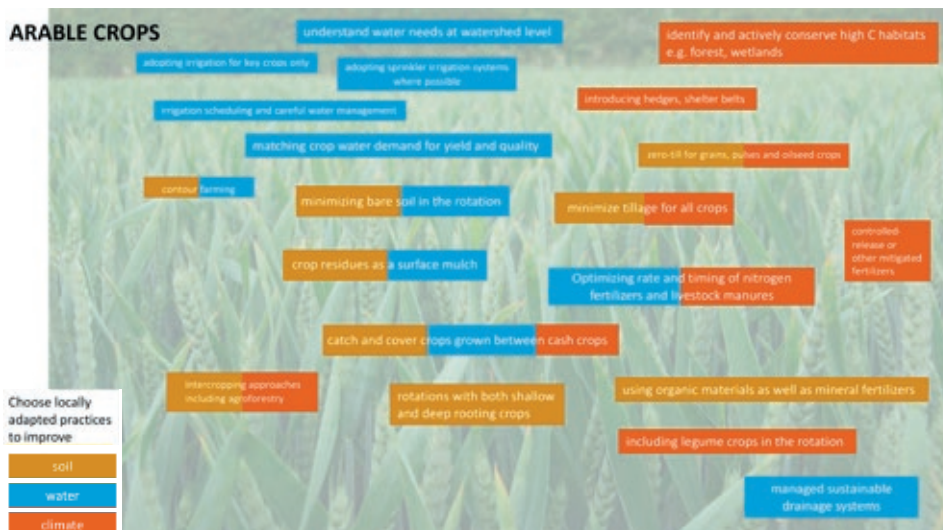 ARABLE CROPS
understand water needs at watershed level
identify and actively conserve high C habitats
e.g. forest, wetlands
adopting irrigation for key crops only
adopting sprinkler irrigation systems
where possible
introducing hedges, shelter belts
irrigation scheduling and careful water management
matching crop water demand for yield and quality
zero-till for grains, pulses and oilseed crops
contour farming
minimizing bare soil in the rotation
minimize tillage for all crops
controlled-
release or
other mitigated
fertilizers
crop residues as a surface mulch
Optimizing rate and timing of nitrogen
fertilizers and livestock manures
catch and cover crops grown between cash crops
intercropping approaches
including agroforestry
rotations with both shallow
and deep rooting crops
using organic materials as well as mineral fertilizers
including legume crops in the rotation
Choose locally
adapted practices
to improve
soil
water
climate
managed sustainable
drainage systems